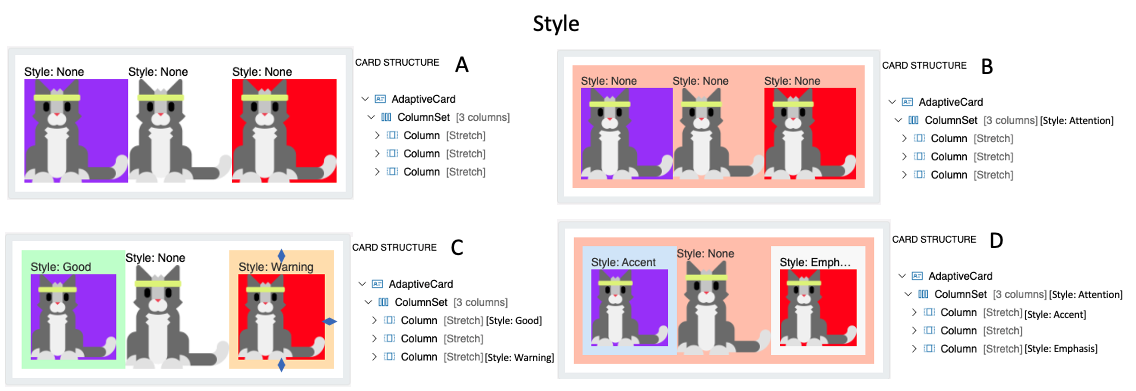 Style
Style: None
Style: None
Style: None
CARD STRUCTURE
A
AdaptiveCard
ColumnSet [3 columns]
Column [Stretch]
Column [Stretch]
Column [Stretch]
Style: None
Style: None
Style: None
CARD STRUCTURE
B
AdaptiveCard
ColumnSet [3 columns] [Style: Attention]
Column [Stretch]
Column [Stretch]
Column [Stretch]
Style: Good
Style: None
Style: Warning
CARD STRUCTURE
C
AdaptiveCard
ColumnSet [3 columns]
Column [Stretch] [Style: Good]
Column [Stretch]
Column [Stretch] [Style: Warning]
Style: Accent
Style: None
Style: Emph...
CARD STRUCTURE
D
AdaptiveCard
ColumnSet [3 columns] [Style: Attention]
Column [Stretch] [Style: Accent]
Column [Stretch]
Column [Stretch] [Style: Emphasis]